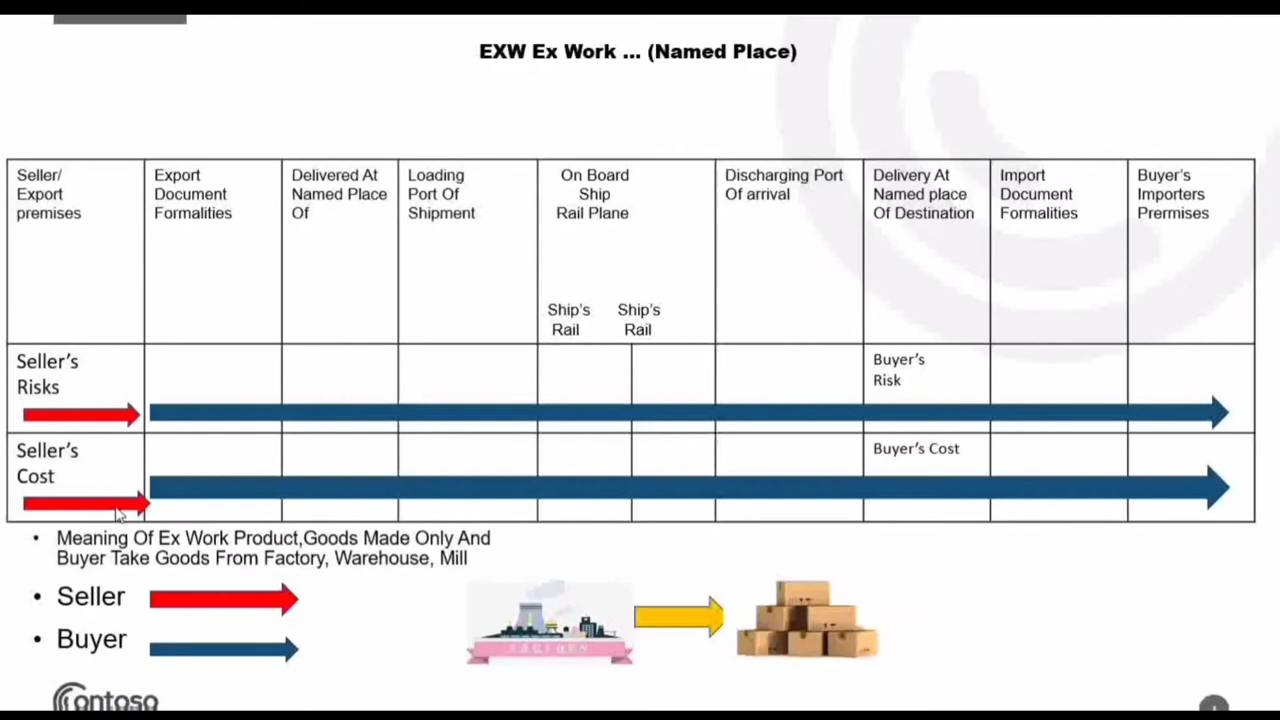 EXW Ex Work ... (Named Place)
Seller/
Export
premises
Export
Document
Formalities
Delivered At
Named Place
Of
Loading
Port Of
Shipment
On Board
Ship
Rail Plane
Ship's
Rail
Ship's
Rail
Discharging Port
Of arrival
Delivery At
Named place
Of Destination
Import
Document
Formalities
Buyer's
Importers
Prermises
Seller's
Risks
Buyer's
Risk
Seller's
Cost
Buyer's Cost
• Meaning Of Ex Work Product,Goods Made Only And
Buyer Take Goods From Factory, Warehouse, Mill
• Seller
• Buyer
ontoso